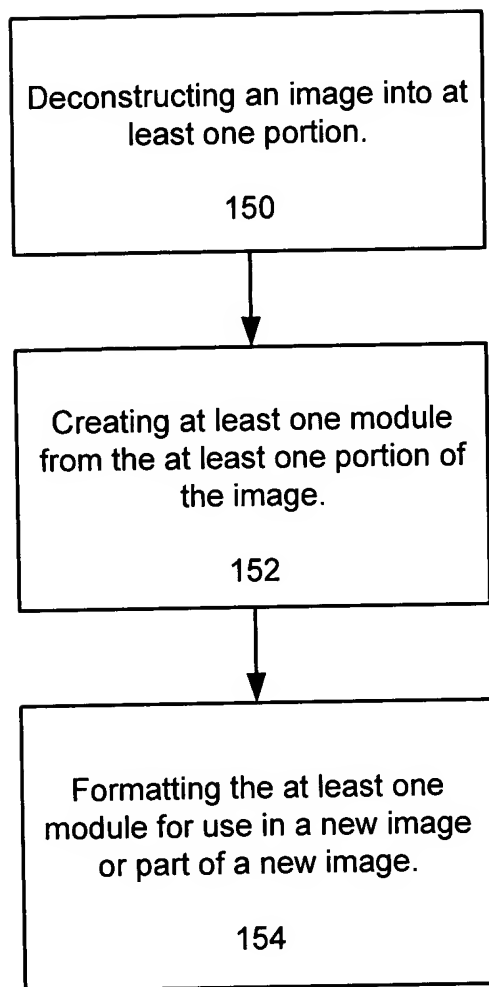 Deconstructing an image into at
least one portion.
150
Creating at least one module
from the at least one portion of
the image.
152
Formatting the at least one
module for use in a new image
or part of a new image.
154